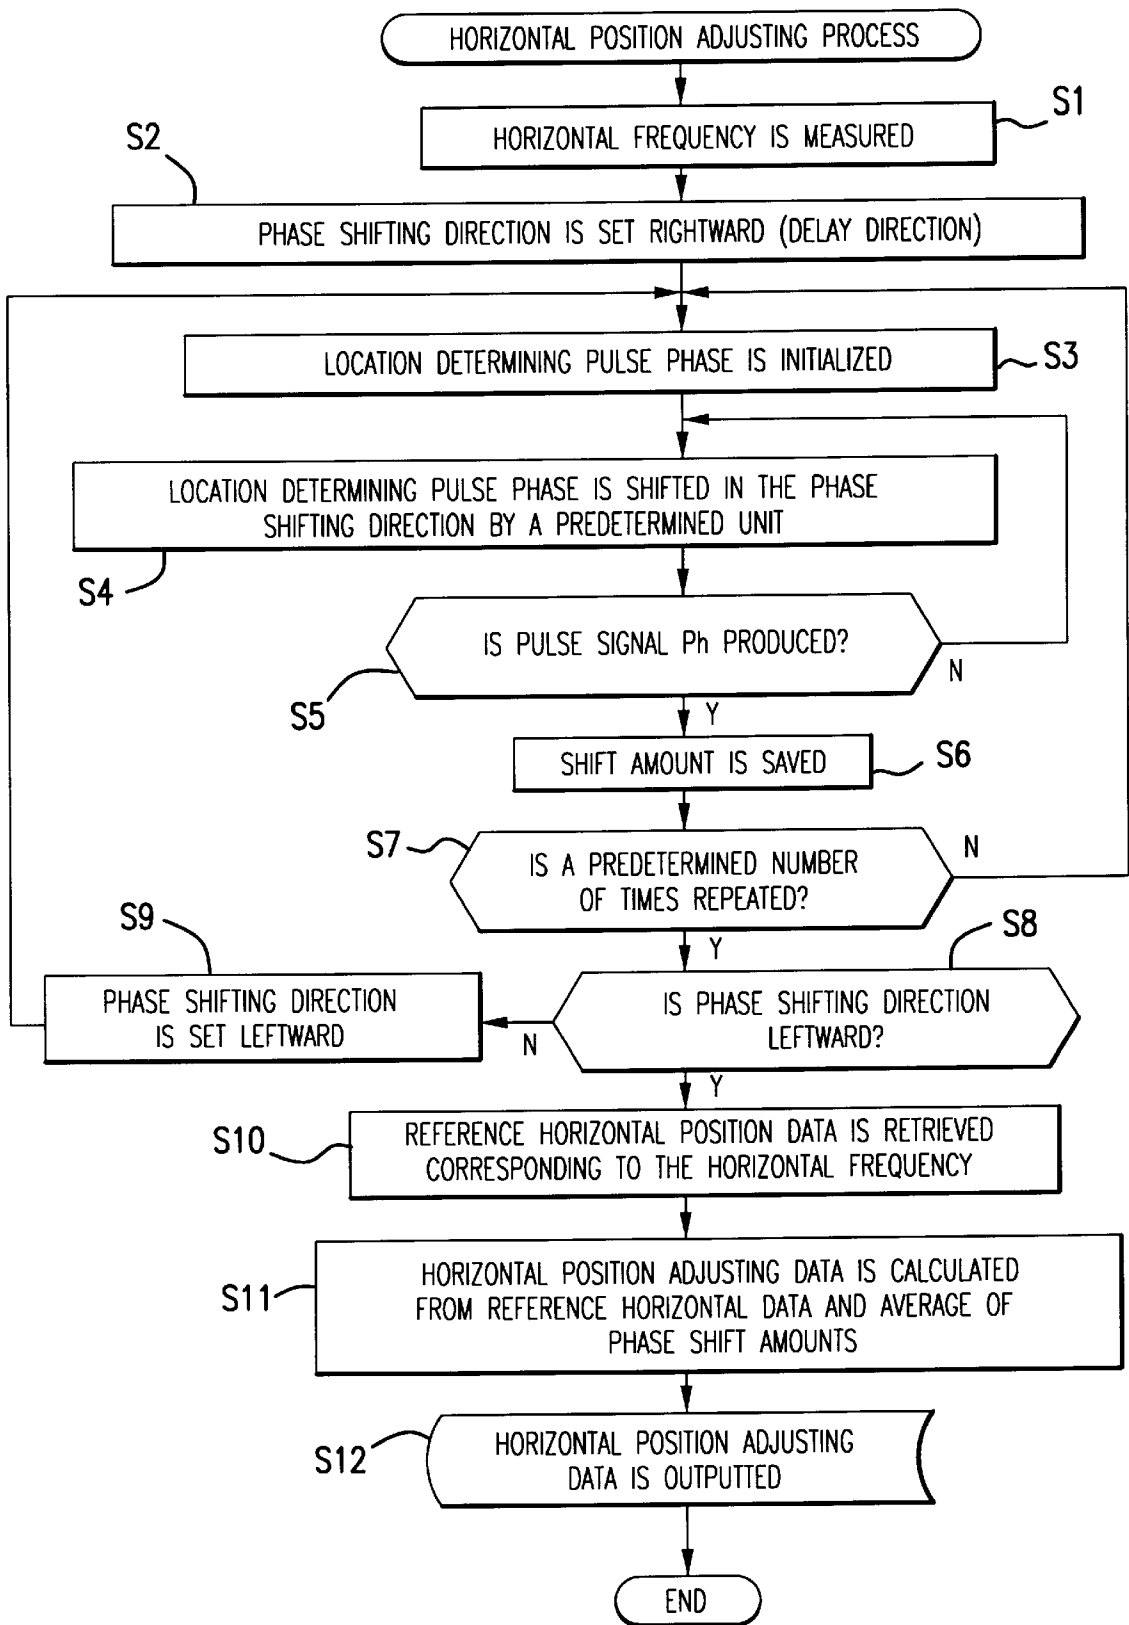 HORIZONTAL POSITION ADJUSTING PROCESS
S1
HORIZONTAL FREQUENCY IS MEASURED
S2
PHASE SHIFTING DIRECTION IS SET RIGHTWARD (DELAY DIRECTION)
LOCATION DETERMINING PULSE PHASE IS INITIALIZED
S3
LOCATION DETERMINING PULSE PHASE IS SHIFTED IN THE PHASE
SHIFTING DIRECTION BY A PREDETERMINED UNIT
S4
IS PULSE SIGNAL Ph PRODUCED?
N
S5
Y
SHIFT AMOUNT IS SAVED
S6
S7
IS A PREDETERMINED NUMBER
OF TIMES REPEATED?
N
Y
S9
S8
PHASE SHIFTING DIRECTION
IS SET LEFTWARD
N
IS PHASE SHIFTING DIRECTION
LEFTWARD?
Y
S10
REFERENCE HORIZONTAL POSITION DATA IS RETRIEVED
CORRESPONDING TO THE HORIZONTAL FREQUENCY
S11
HORIZONTAL POSITION ADJUSTING DATA IS CALCULATED
FROM REFERENCE HORIZONTAL DATA AND AVERAGE OF
PHASE SHIFT AMOUNTS
S12
HORIZONTAL POSITION ADJUSTING
DATA IS OUTPUTTED
END